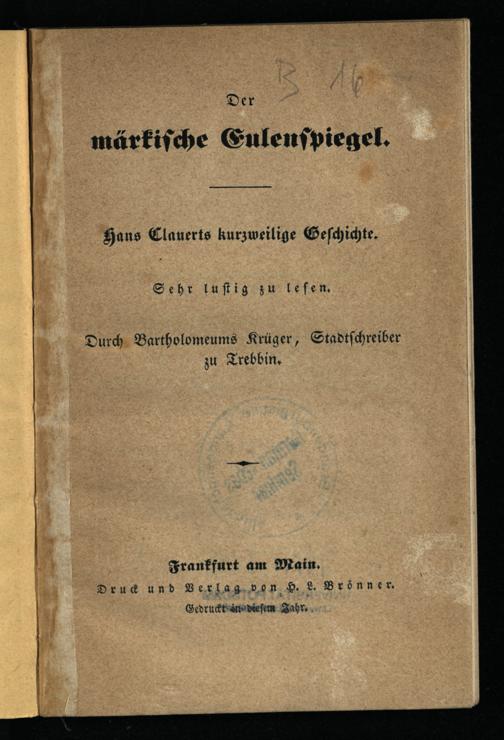 B 16
Der
märkische Eulenspiegel.
Hans Clauerts kurzweilige Geschichte.
Sehr lustig zu lesen.
Durch Bartholomeums Krüger, Stadtschreiber
zu Trebbin.
Frankfurt am Main.
Druck und Verlag von H. L. Brönner.
Gedruckt in diesem Jahr.